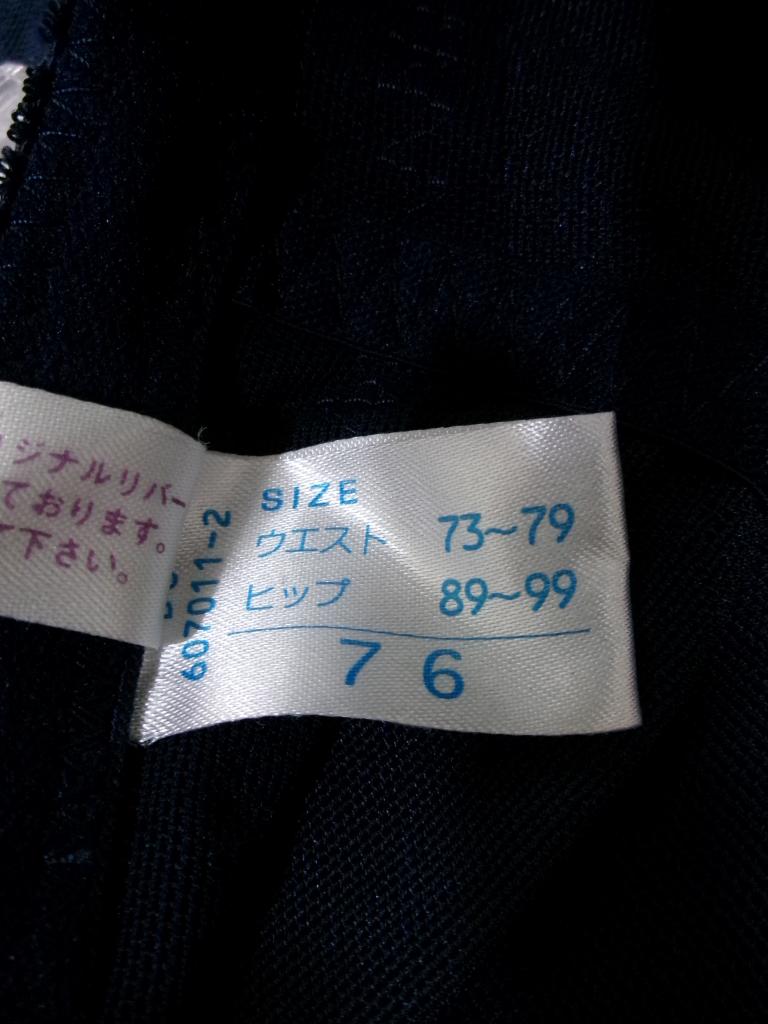 ジナルリバー
ております。
下さい。
607011-2
SIZE
ウエスト 73~79
ヒップ 89~99
76